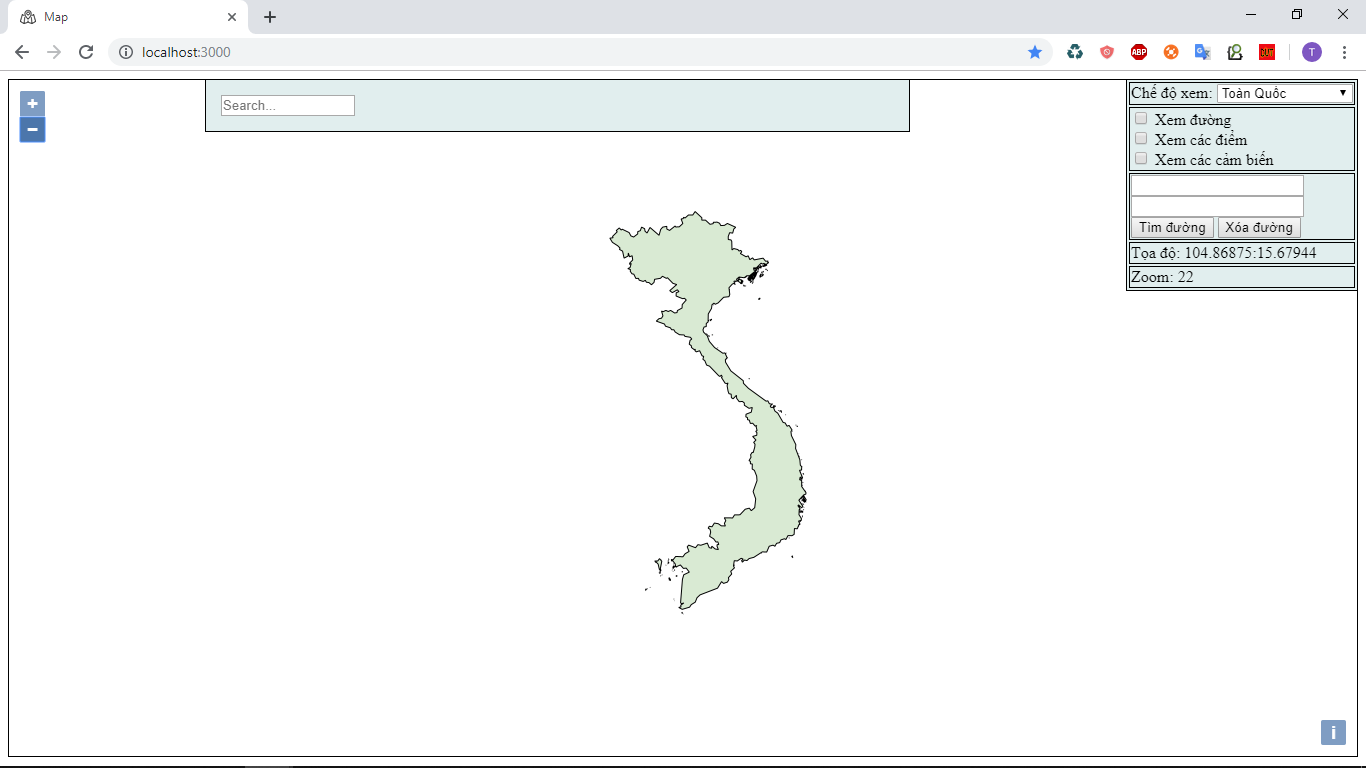 Map
localhost:3000
ABP
T
+
−
Search...
Chế độ xem: Toàn Quốc
Xem đường
Xem các điểm
Xem các cảm biến
Tìm đường Xóa đường
Tọa độ: 104.86875:15.67944
Zoom: 22
i